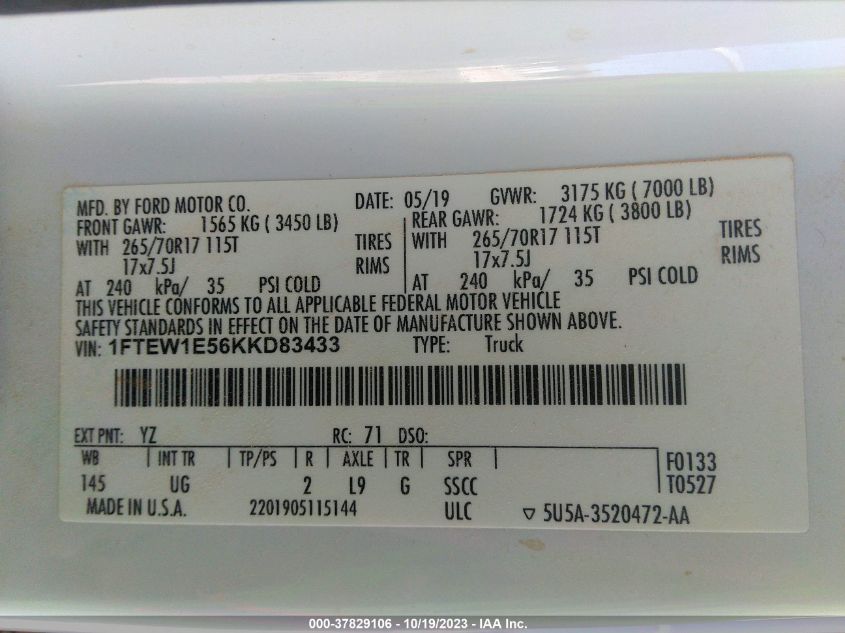 MFD. BY FORD MOTOR CO. DATE: 05/19 GVWR: 3175 KG ( 7000 LB)
FRONT GAWR: 1565 KG ( 3450 LB) REAR GAWR: 1724 KG ( 3800 LB)
WITH 265/70R17 115T TIRES WITH 265/70R17 115T TIRES
17x7.5J RIMS 17x7.5J RIMS
AT 240 kPa/ 35 PSI COLD AT 240 kPa/ 35 PSI COLD
THIS VEHICLE CONFORMS TO ALL APPLICABLE FEDERAL MOTOR VEHICLE
SAFETY STANDARDS IN EFFECT ON THE DATE OF MANUFACTURE SHOWN ABOVE.
VIN: 1FTEW1E56KKD83433 TYPE: Truck
EXT PNT: YZ RC: 71 DSO:
WB INT TR TP/PS R AXLE TR SPR F0133
145 UG 2 L9 G SSCC T0527
MADE IN U.S.A. 2201905115144 ULC ▽ 5U5A-3520472-AA
000-37829106 - 10/19/2023 - IAA Inc.